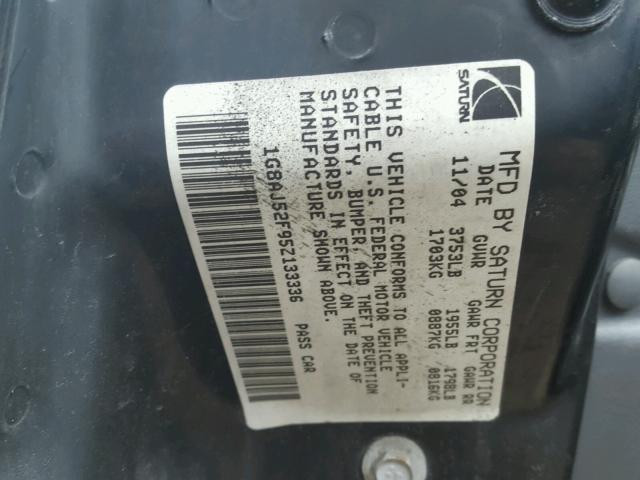 SATURN
MFD BY SATURN CORPORATION
DATE GVWR GAWR FRT GAWR RR
11/04 3753LB 1955LB 1798LB
1703KG 0887KG 0816KG
THIS VEHICLE CONFORMS TO ALL APPLI-
CABLE U.S. FEDERAL MOTOR VEHICLE
SAFETY, BUMPER, AND THEFT PREVENTION
STANDARDS IN EFFECT ON THE DATE OF
MANUFACTURE SHOWN ABOVE.
1G8AJ52F95Z133336 PASS CAR